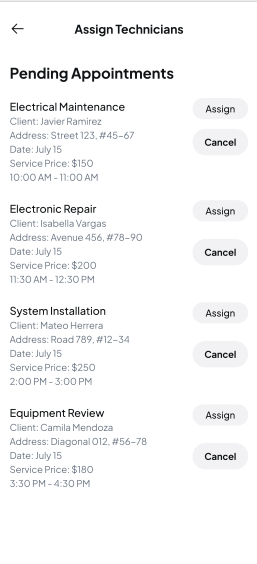 Assign Technicians
Pending Appointments
Electrical Maintenance
Client: Javier Ramirez
Address: Street 123, #45-67
Date: July 15
Service Price: $150
10:00 AM - 11:00 AM
Assign
Cancel
Electronic Repair
Client: Isabella Vargas
Address: Avenue 456, #78-90
Date: July 15
Service Price: $200
11:30 AM - 12:30 PM
Assign
Cancel
System Installation
Client: Mateo Herrera
Address: Road 789, #12-34
Date: July 15
Service Price: $250
2:00 PM - 3:00 PM
Assign
Cancel
Equipment Review
Client: Camila Mendoza
Address: Diagonal 012, #56-78
Date: July 15
Service Price: $180
3:30 PM - 4:30 PM
Assign
Cancel